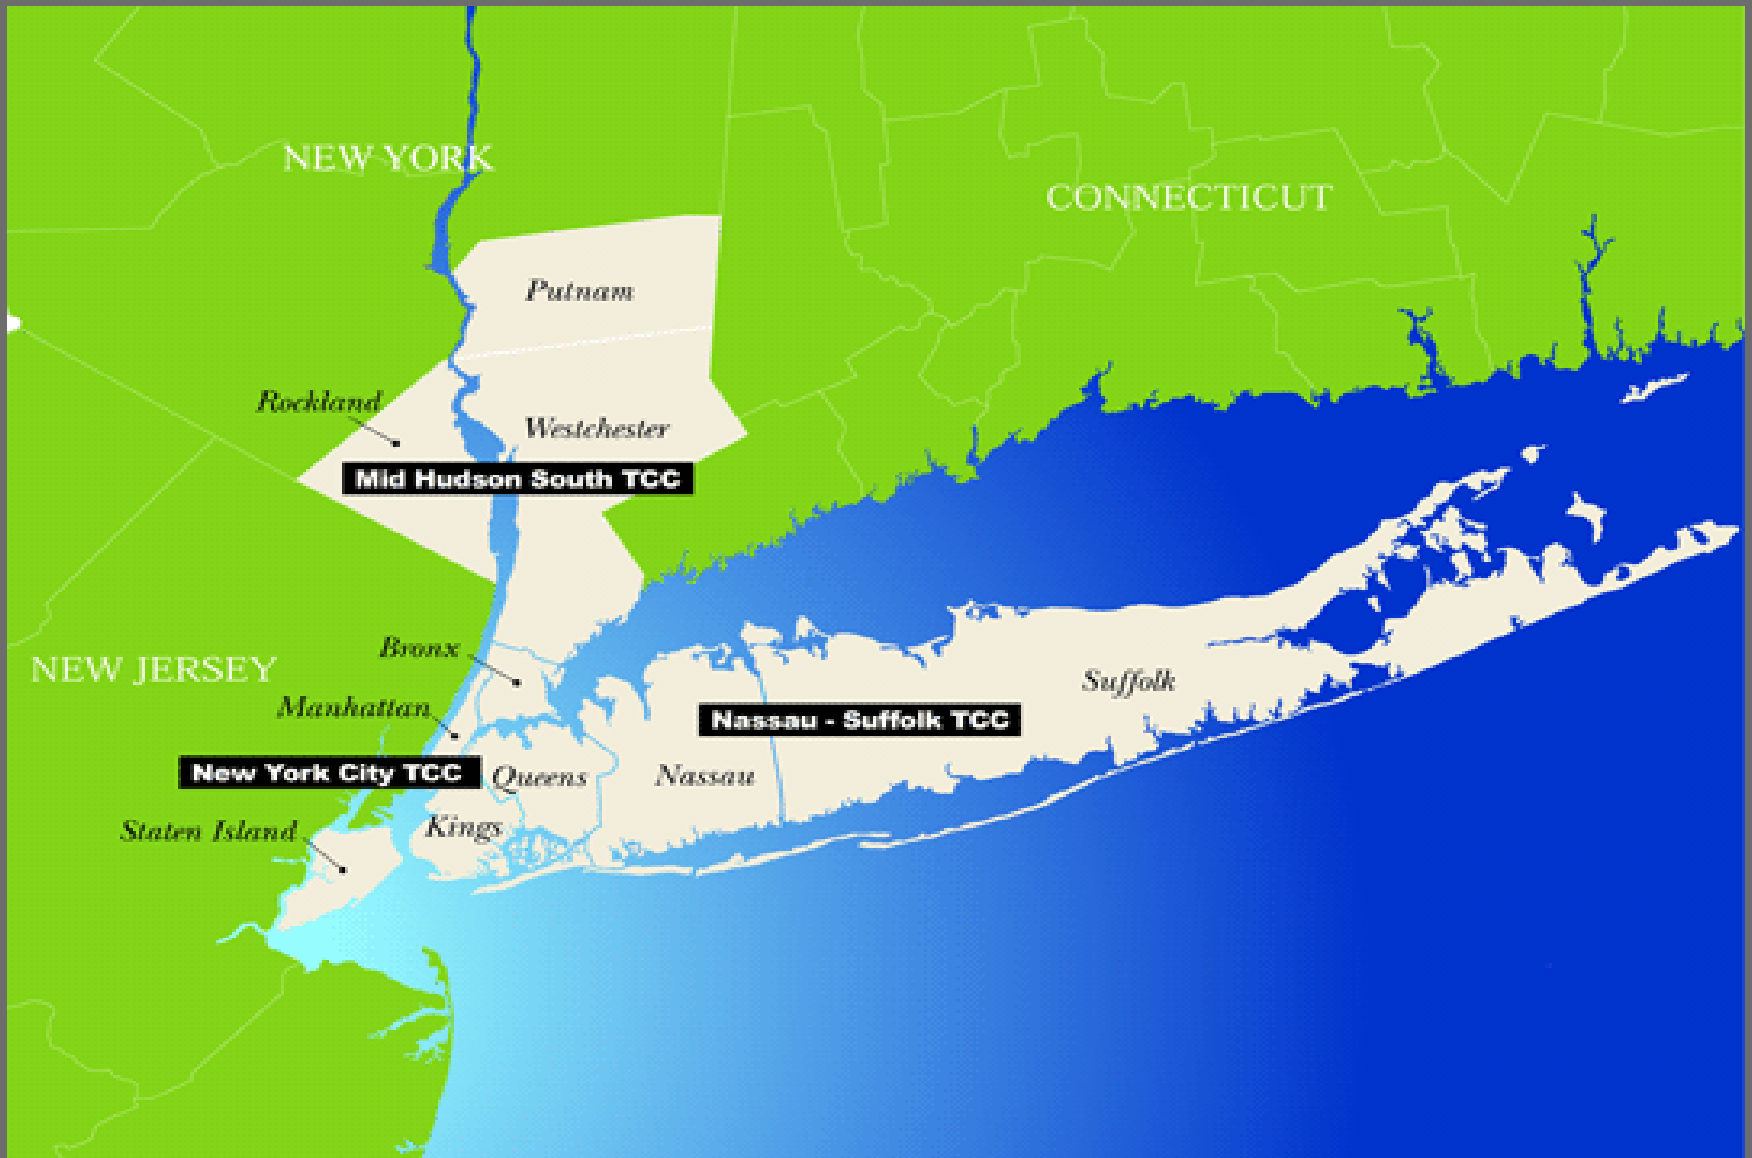 NEW YORK
CONNECTICUT
Putnam
Rockland
Westchester
Mid Hudson South TCC
Bronx
NEW JERSEY
Suffolk
Manhattan
Nassau - Suffolk TCC
New York City TCC
Queens
Nassau
Kings
Staten Island